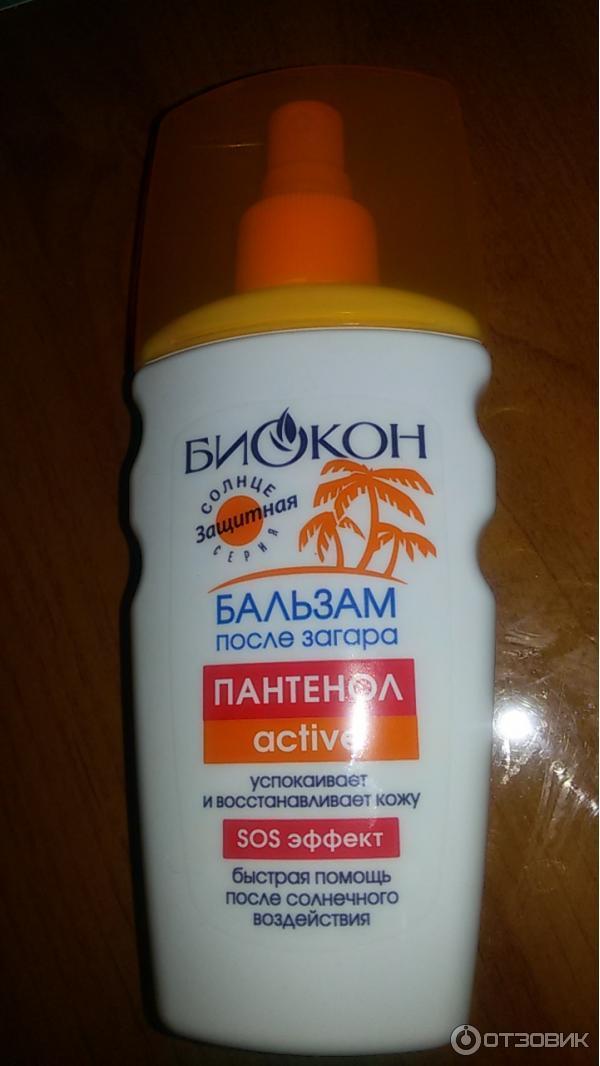 БИОКОН
СОЛНЦЕ
Защитная
СЕРИЯ
БАЛЬЗАМ
после загара
ПАНТЕНОЛ
active
успокаивает
и восстанавливает кожу
SOS эффект
быстрая помощь
после солнечного
воздействия
ОТЗОВИК